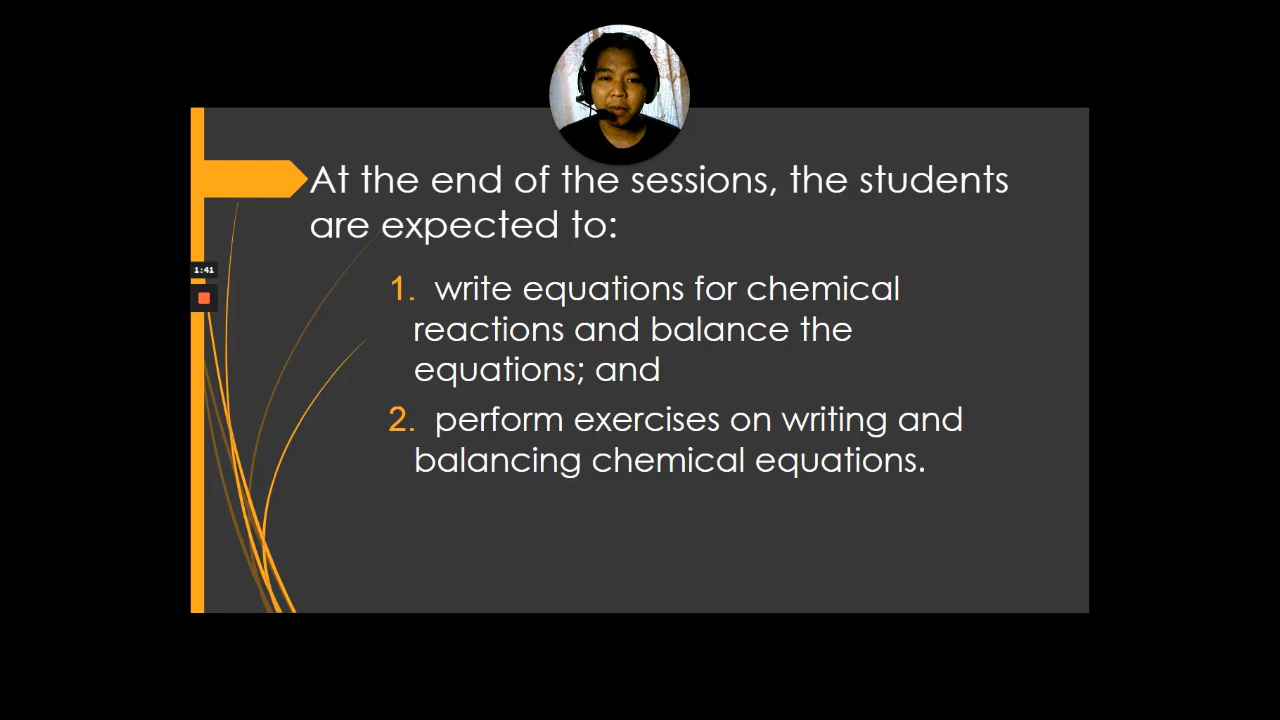 At the end of the sessions, the students
are expected to:
1:41
1. write equations for chemical
reactions and balance the
equations; and
2. perform exercises on writing and
balancing chemical equations.